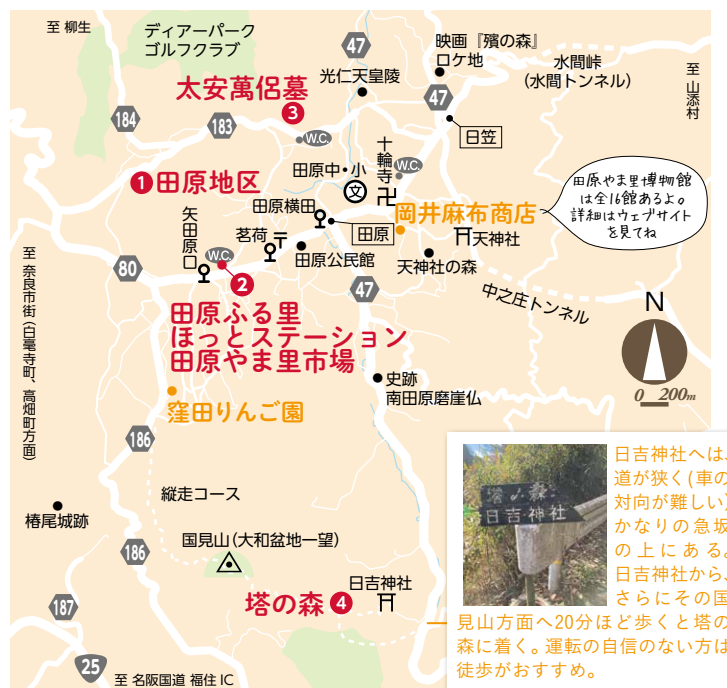 至 柳生
ディアーパーク
ゴルフクラブ
47
映画『殯の森』
ロケ地
水間峠
(水間トンネル)
至 山添村
光仁天皇陵
太安萬侶墓
3
184
183
W.C.
47
日笠
1 田原地区
田原中・小
文
十輪寺
W.C.
田原やま里博物館
は全16館あるよ。
詳細はウェブサイト
を見てね
田原横田
田原
岡井麻布商店
天神社
矢田原口
茗荷
〒
W.C.
田原公民館
天神社の森
至 奈良市街(白毫寺町、高畑町方面)
80
2
47
中之庄トンネル
田原ふる里
ほっとステーション
田原やま里市場
N
0 200m
史跡
南田原磨崖仏
窪田りんご園
186
縦走コース
椿尾城跡
186
国見山(大和盆地一望)
日吉神社
塔の森 4
187
25
至 名阪国道 福住 IC
塔の森
日吉神社
日吉神社へは、
道が狭く(車の
対向が難しい)
かなりの急坂
の上にある。
日吉神社から、
さらにその国
見山方面へ20分ほど歩くと塔の
森に着く。運転の自信のない方は
徒歩がおすすめ。